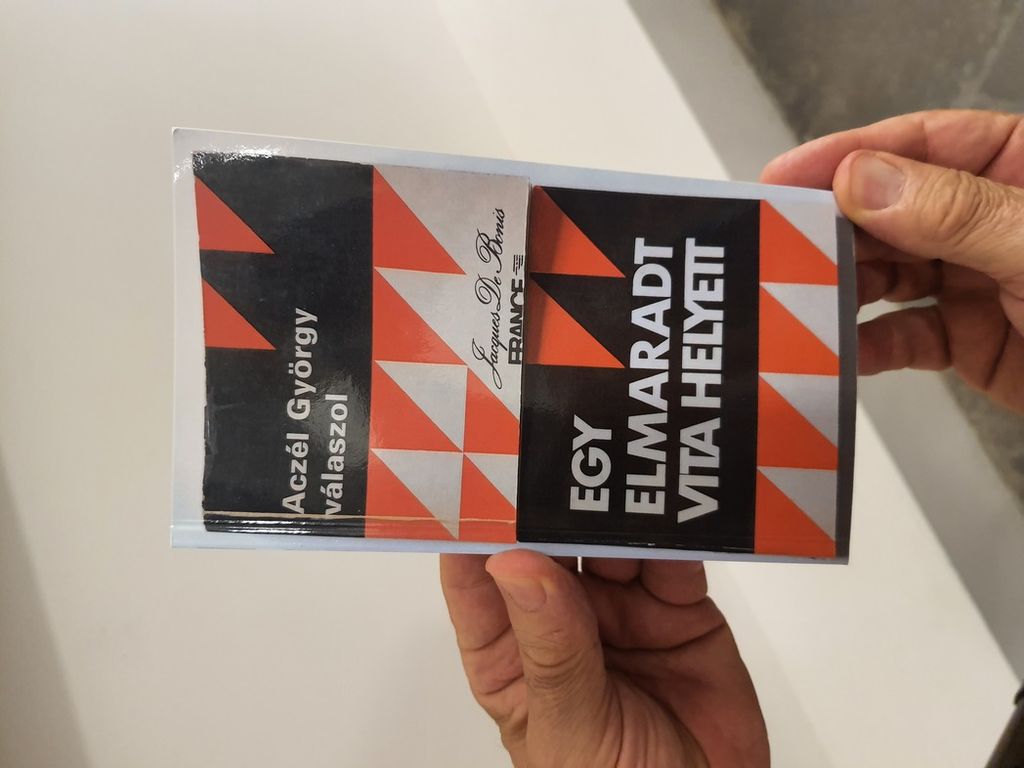 Aczél György
válaszol
Jacques De Bonis
FRANCE
EGY
ELMARADT
VITA HELYETT